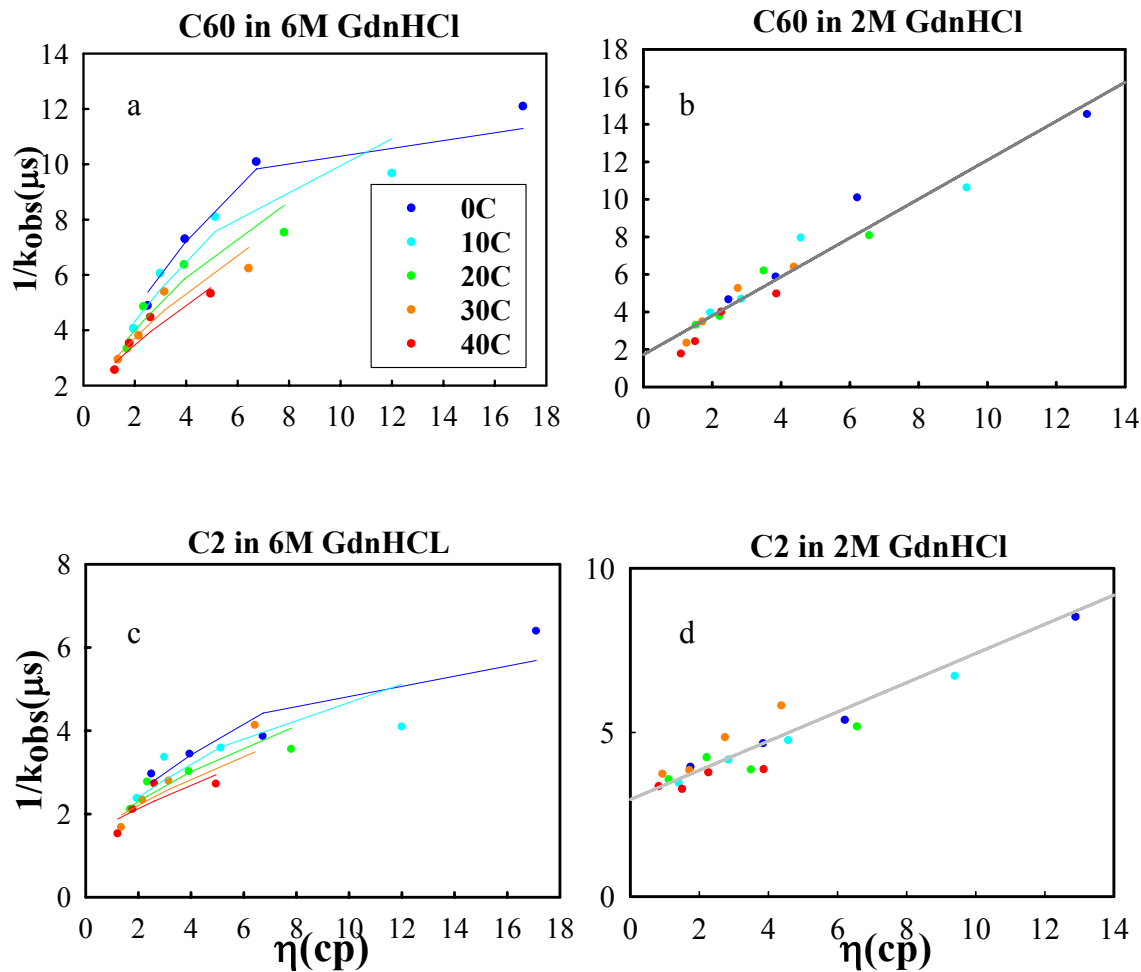 C60 in 6M GdnHCl
14
12
10
8
6
4
2
0 2 4 6 8 10 12 14 16 18
1/kobs(μs)
a
0C
10C
20C
30C
40C
C60 in 2M GdnHCl
18
16
14
12
10
8
6
4
2
0
0 2 4 6 8 10 12 14
b
C2 in 6M GdnHCL
8
6
4
2
0
0 2 4 6 8 10 12 14 16 18
1/kobs(μs)
η(cp)
c
C2 in 2M GdnHCl
10
5
0
0 2 4 6 8 10 12 14
η(cp)
d